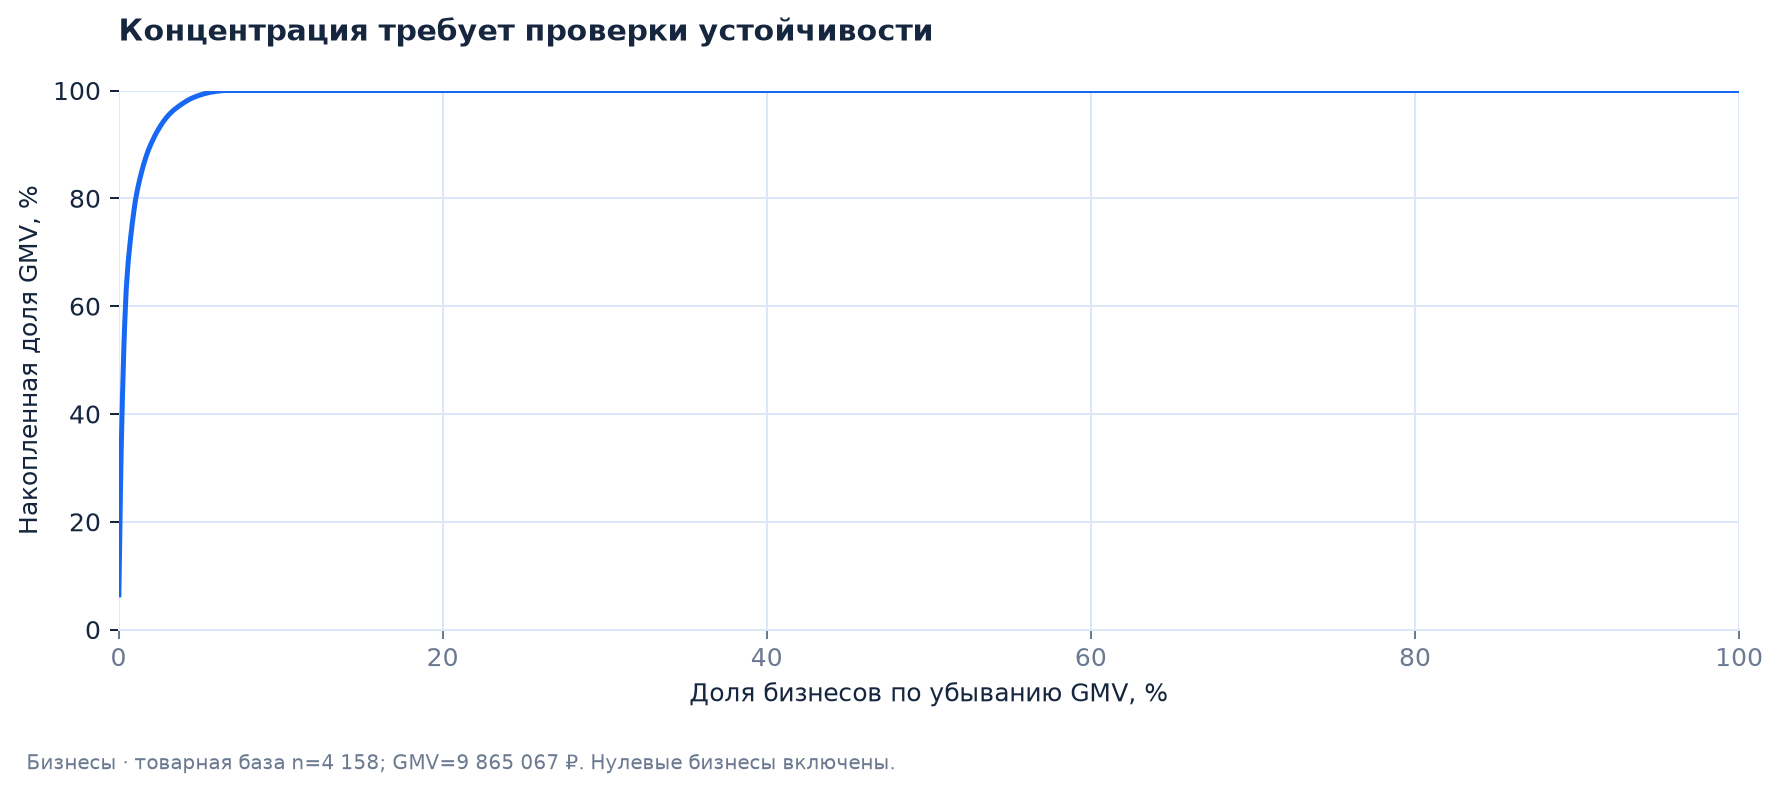 Концентрация требует проверки устойчивости
100
80
60
40
20
0
Накопленная доля GMV, %
0 20 40 60 80 100
Доля бизнесов по убыванию GMV, %
Бизнесы · товарная база n=4 158; GMV=9 865 067 ₽. Нулевые бизнесы включены.